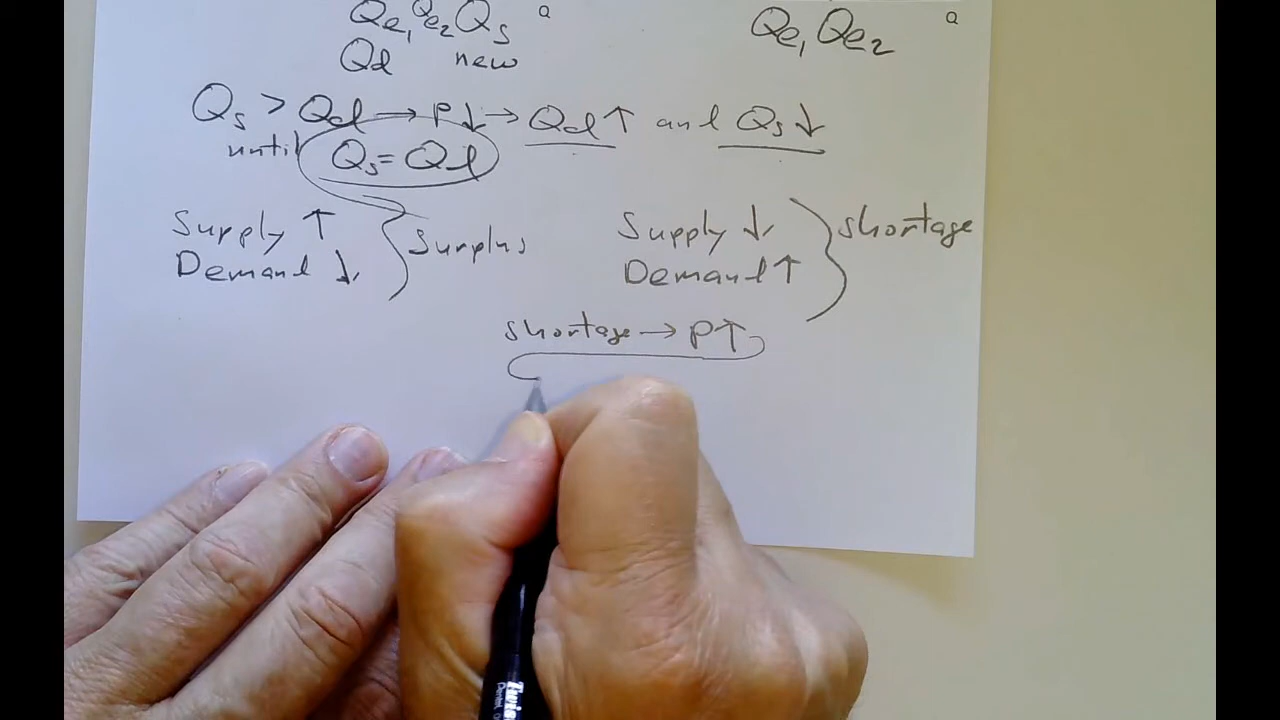 Qe1 Qe2 Qs Q
Qd new
Qe1 Qe2 Q
Qs > Qd → P↓ → Qd ↑ and Qs ↓
until Qs = Qd
Supply ↑
Demand ↓
} Surplus
Supply ↓
Demand ↑
} shortage
shortage → P↑